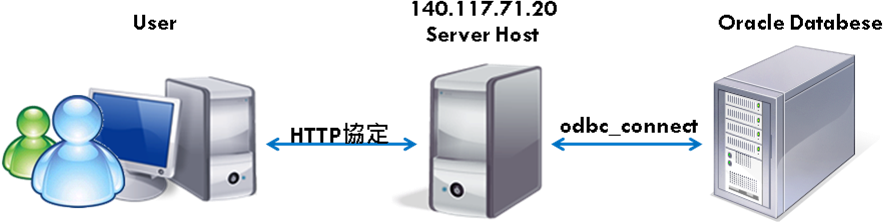 User
140.117.71.20
Server Host
Oracle Databese
HTTP協定
odbc_connect